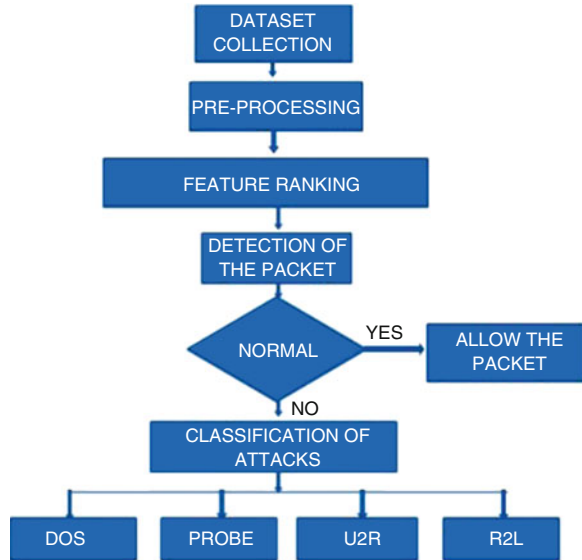 DATASET
COLLECTION
PRE-PROCESSING
FEATURE RANKING
DETECTION OF
THE PACKET
NORMAL
YES
ALLOW THE
PACKET
NO
CLASSIFICATION OF
ATTACKS
DOS
PROBE
U2R
R2L